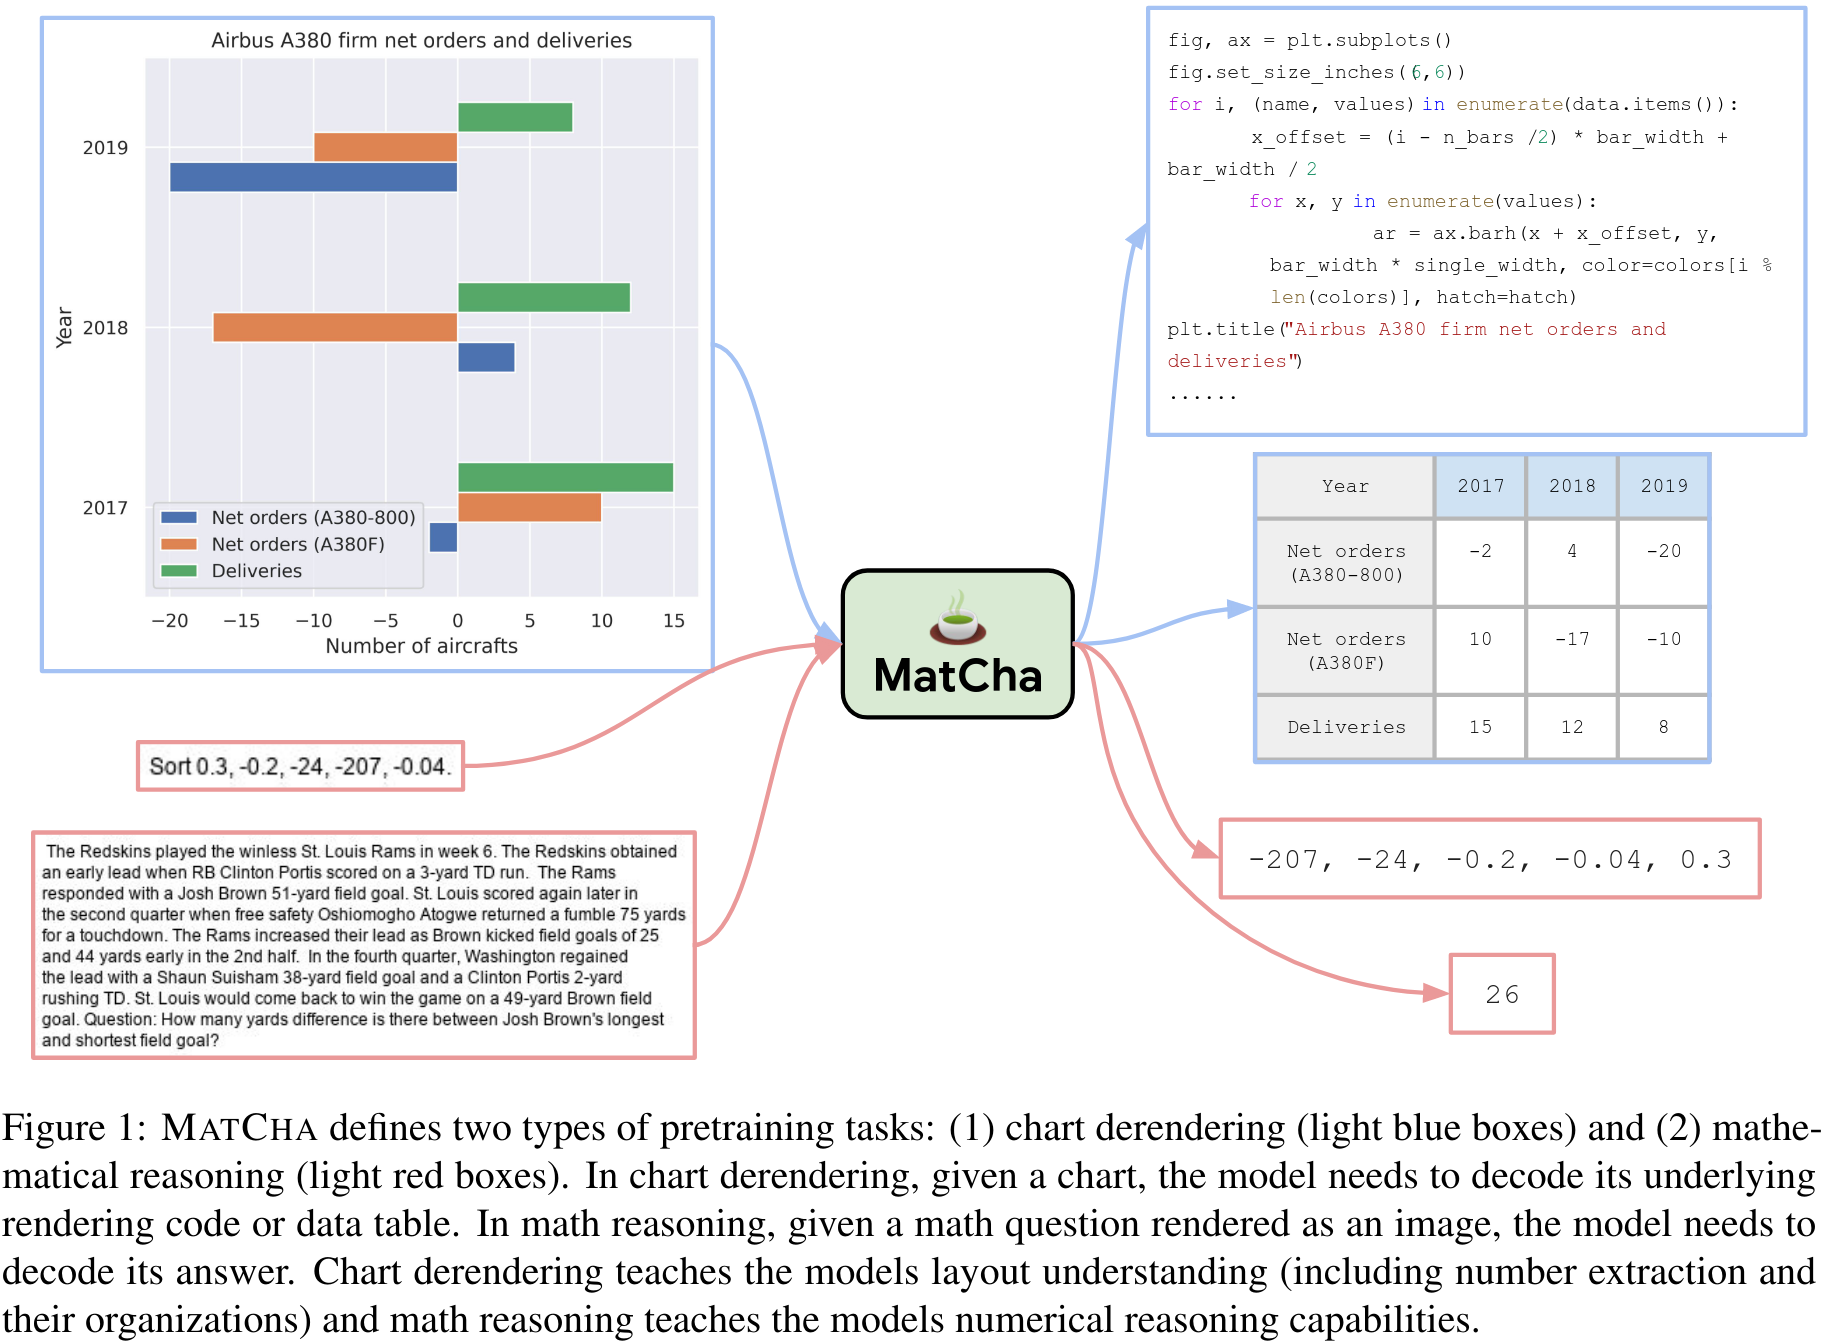 Airbus A380 firm net orders and deliveries
2019
2018
2017
Year
Net orders (A380-800)
Net orders (A380F)
Deliveries
−20 −15 −10 −5 0 5 10 15
Number of aircrafts
fig, ax = plt.subplots()
fig.set_size_inches((6,6))
for i, (name, values) in enumerate(data.items()):
x_offset = (i - n_bars /2) * bar_width +
bar_width / 2
for x, y in enumerate(values):
ar = ax.barh(x + x_offset, y,
bar_width * single_width, color=colors[i %
len(colors)], hatch=hatch)
plt.title("Airbus A380 firm net orders and
deliveries")
......
Year 2017 2018 2019
Net orders (A380-800) -2 4 -20
Net orders (A380F) 10 -17 -10
Deliveries 15 12 8
MatCha
Sort 0.3, -0.2, -24, -207, -0.04.
The Redskins played the winless St. Louis Rams in week 6. The Redskins obtained
an early lead when RB Clinton Portis scored on a 3-yard TD run. The Rams
responded with a Josh Brown 51-yard field goal. St. Louis scored again later in
the second quarter when free safety Oshiomogho Atogwe returned a fumble 75 yards
for a touchdown. The Rams increased their lead as Brown kicked field goals of 25
and 44 yards early in the 2nd half. In the fourth quarter, Washington regained
the lead with a Shaun Suisham 38-yard field goal and a Clinton Portis 2-yard
rushing TD. St. Louis would come back to win the game on a 49-yard Brown field
goal. Question: How many yards difference is there between Josh Brown's longest
and shortest field goal?
-207, -24, -0.2, -0.04, 0.3
26
Figure 1: MATCHA defines two types of pretraining tasks: (1) chart derendering (light blue boxes) and (2) mathe-
matical reasoning (light red boxes). In chart derendering, given a chart, the model needs to decode its underlying
rendering code or data table. In math reasoning, given a math question rendered as an image, the model needs to
decode its answer. Chart derendering teaches the models layout understanding (including number extraction and
their organizations) and math reasoning teaches the models numerical reasoning capabilities.